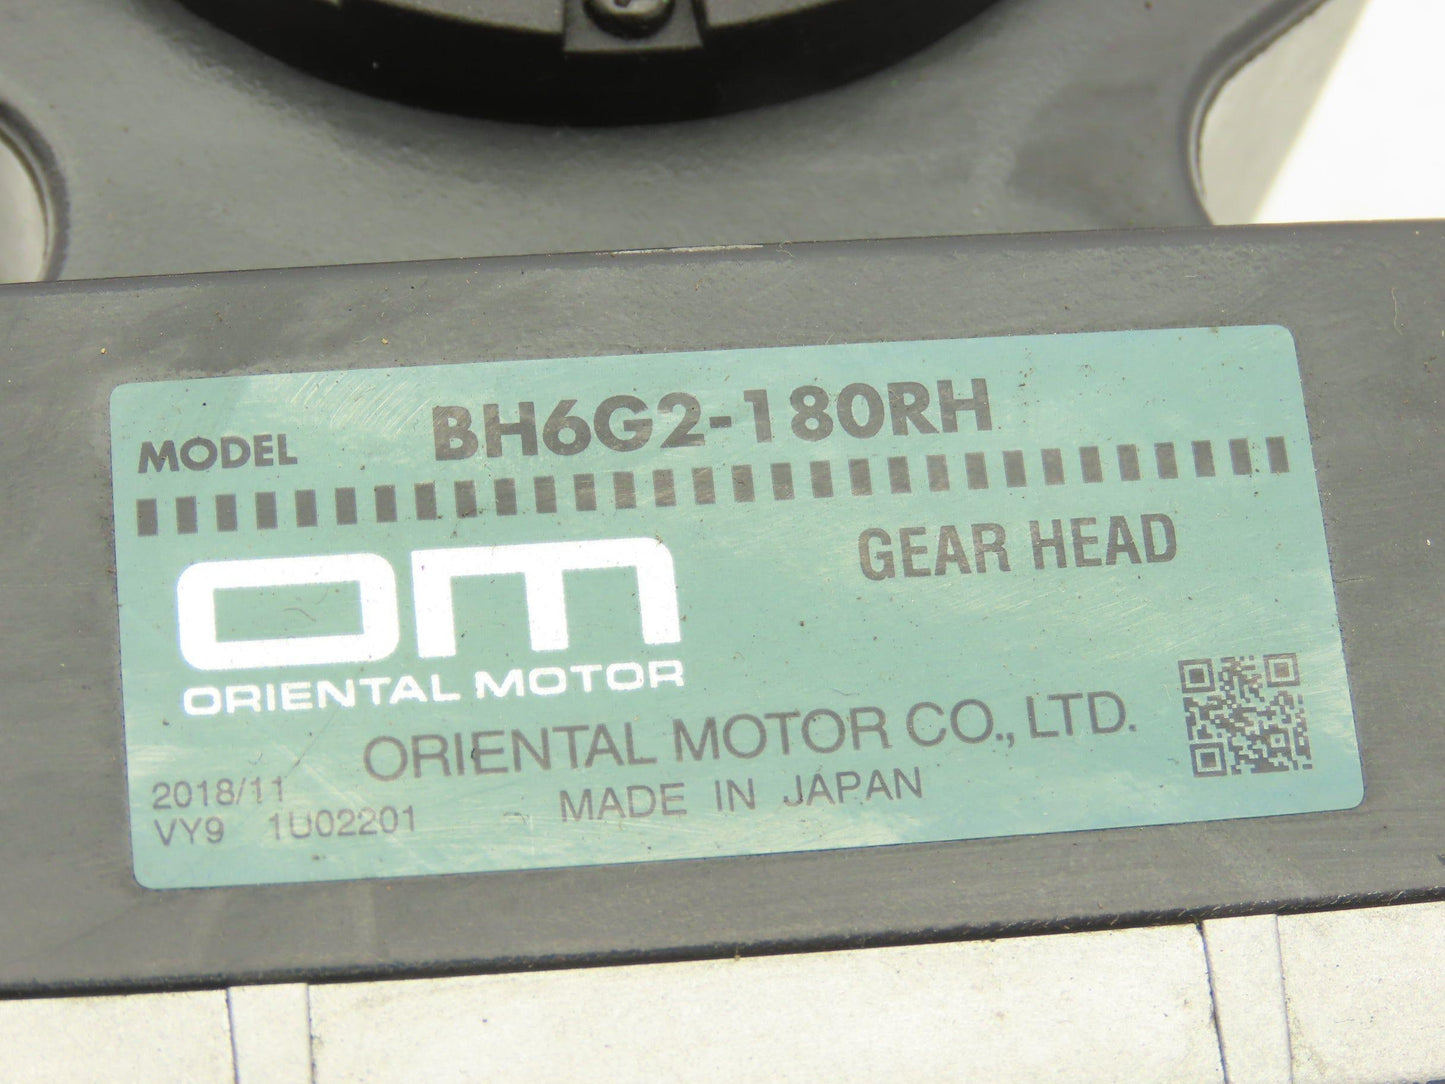 MODEL BH6G2-180RH
GEAR HEAD
OM
ORIENTAL MOTOR
ORIENTAL MOTOR CO., LTD.
2018/11 MADE IN JAPAN
VY9 1U02201